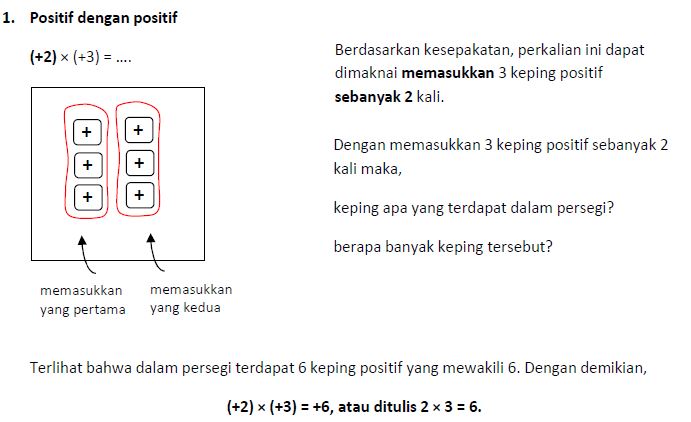 1. Positif dengan positif
(+2) × (+3) = ....
Berdasarkan kesepakatan, perkalian ini dapat
dimaknai memasukkan 3 keping positif
sebanyak 2 kali.
+ +
+ +
+ +
Dengan memasukkan 3 keping positif sebanyak 2
kali maka,
keping apa yang terdapat dalam persegi?
berapa banyak keping tersebut?
memasukkan
yang pertama
memasukkan
yang kedua
Terlihat bahwa dalam persegi terdapat 6 keping positif yang mewakili 6. Dengan demikian,
(+2) × (+3) = +6, atau ditulis 2 × 3 = 6.